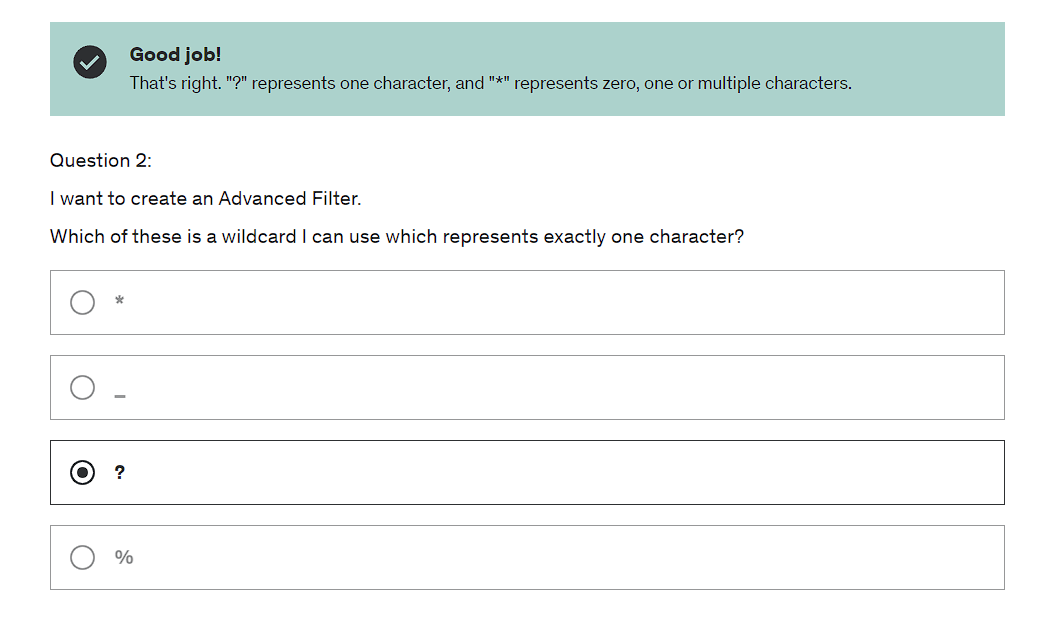 Good job!
That's right. "?" represents one character, and "*" represents zero, one or multiple characters.
Question 2:
I want to create an Advanced Filter.
Which of these is a wildcard I can use which represents exactly one character?
*
_
?
%